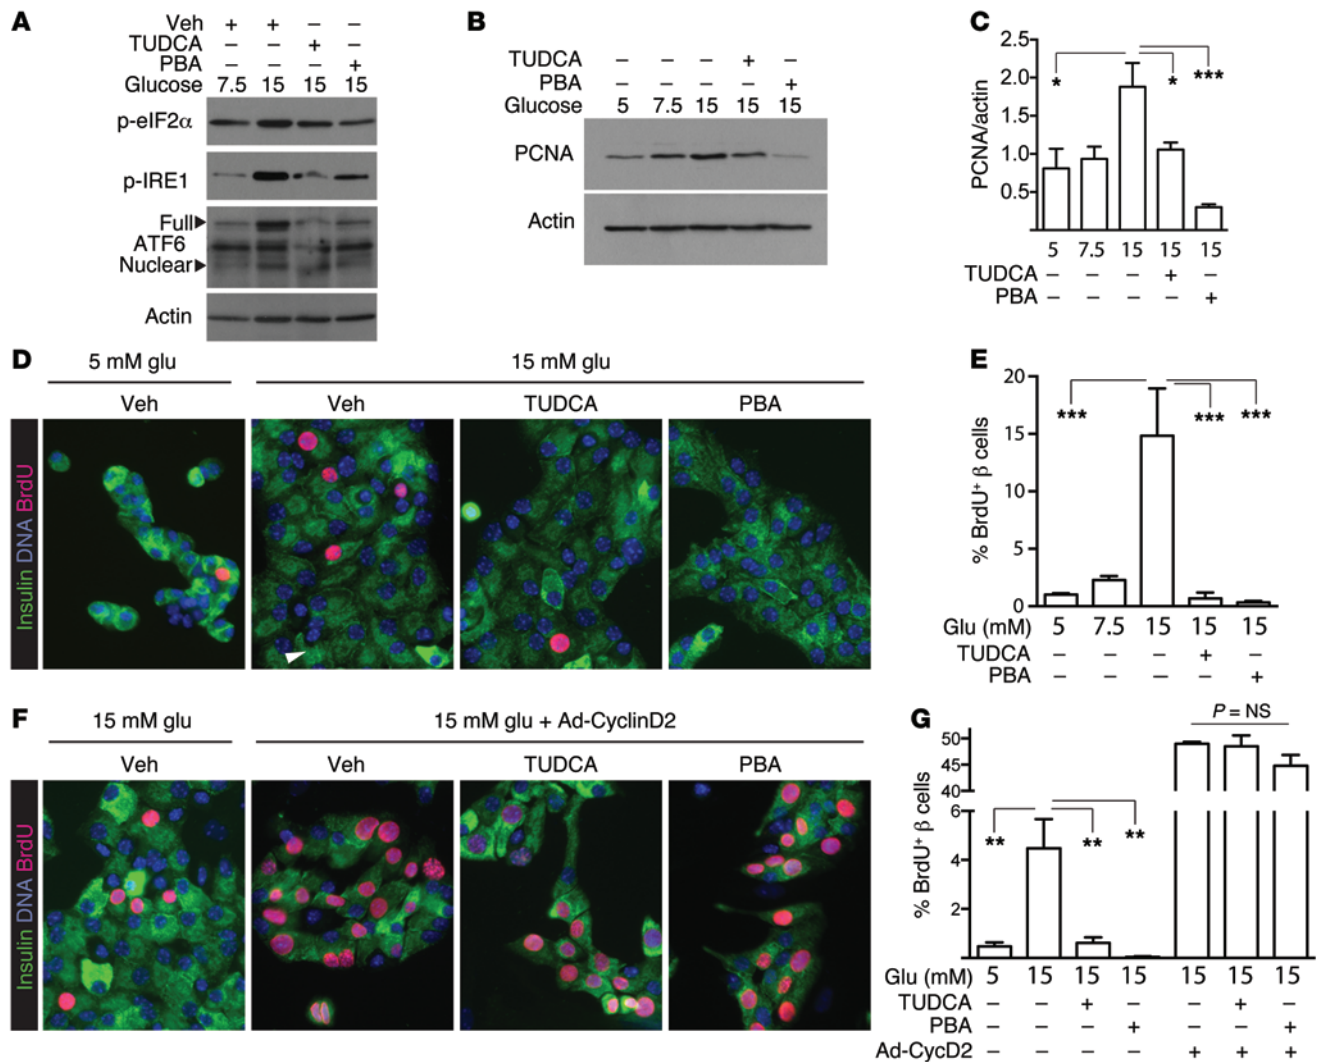 A
Veh + + – –
TUDCA – – + –
PBA – – – +
Glucose 7.5 15 15 15
p-eIF2α
p-IRE1
Full
ATF6
Nuclear
Actin
B
TUDCA – – – + –
PBA – – – – +
Glucose 5 7.5 15 15 15
PCNA
Actin
C
PCNA/actin
2.5
2.0
1.5
1.0
0.5
* * ***
5 7.5 15 15 15
TUDCA – – – + –
PBA – – – – +
D
5 mM glu 15 mM glu
Veh Veh TUDCA PBA
Insulin DNA BrdU
E
% BrdU+ β cells
20
15
10
5
0
*** *** ***
Glu (mM) 5 7.5 15 15 15
TUDCA – – – + –
PBA – – – – +
F
15 mM glu 15 mM glu + Ad-CyclinD2
Veh Veh TUDCA PBA
Insulin DNA BrdU
G
P = NS
% BrdU+ β cells
50
45
40
6
4
2
** ** **
Glu (mM) 5 15 15 15 15 15 15
TUDCA – – + – – + –
PBA – – – + – – +
Ad-CycD2 – – – – + + +